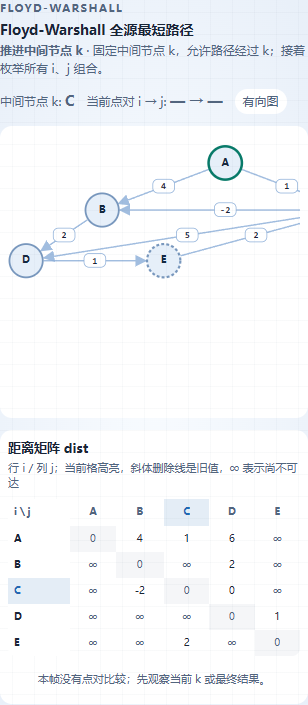 FLOYD-WARSHALL
Floyd-Warshall 全源最短路径
推进中间节点 k · 固定中间节点 k，允许路径经过 k；接着
枚举所有 i、j 组合。
中间节点 k: C 当前点对 i → j: — → — 有向图
A
4
1
B
-2
2
5
2
D
1
E
距离矩阵 dist
行 i / 列 j；当前格高亮，斜体删除线是旧值，∞ 表示尚不可
达
i \ j A B C D E
A 0 4 1 6 ∞
B ∞ 0 ∞ 2 ∞
C ∞ -2 0 0 ∞
D ∞ ∞ ∞ 0 1
E ∞ ∞ 2 ∞ 0
本帧没有点对比较；先观察当前 k 或最终结果。